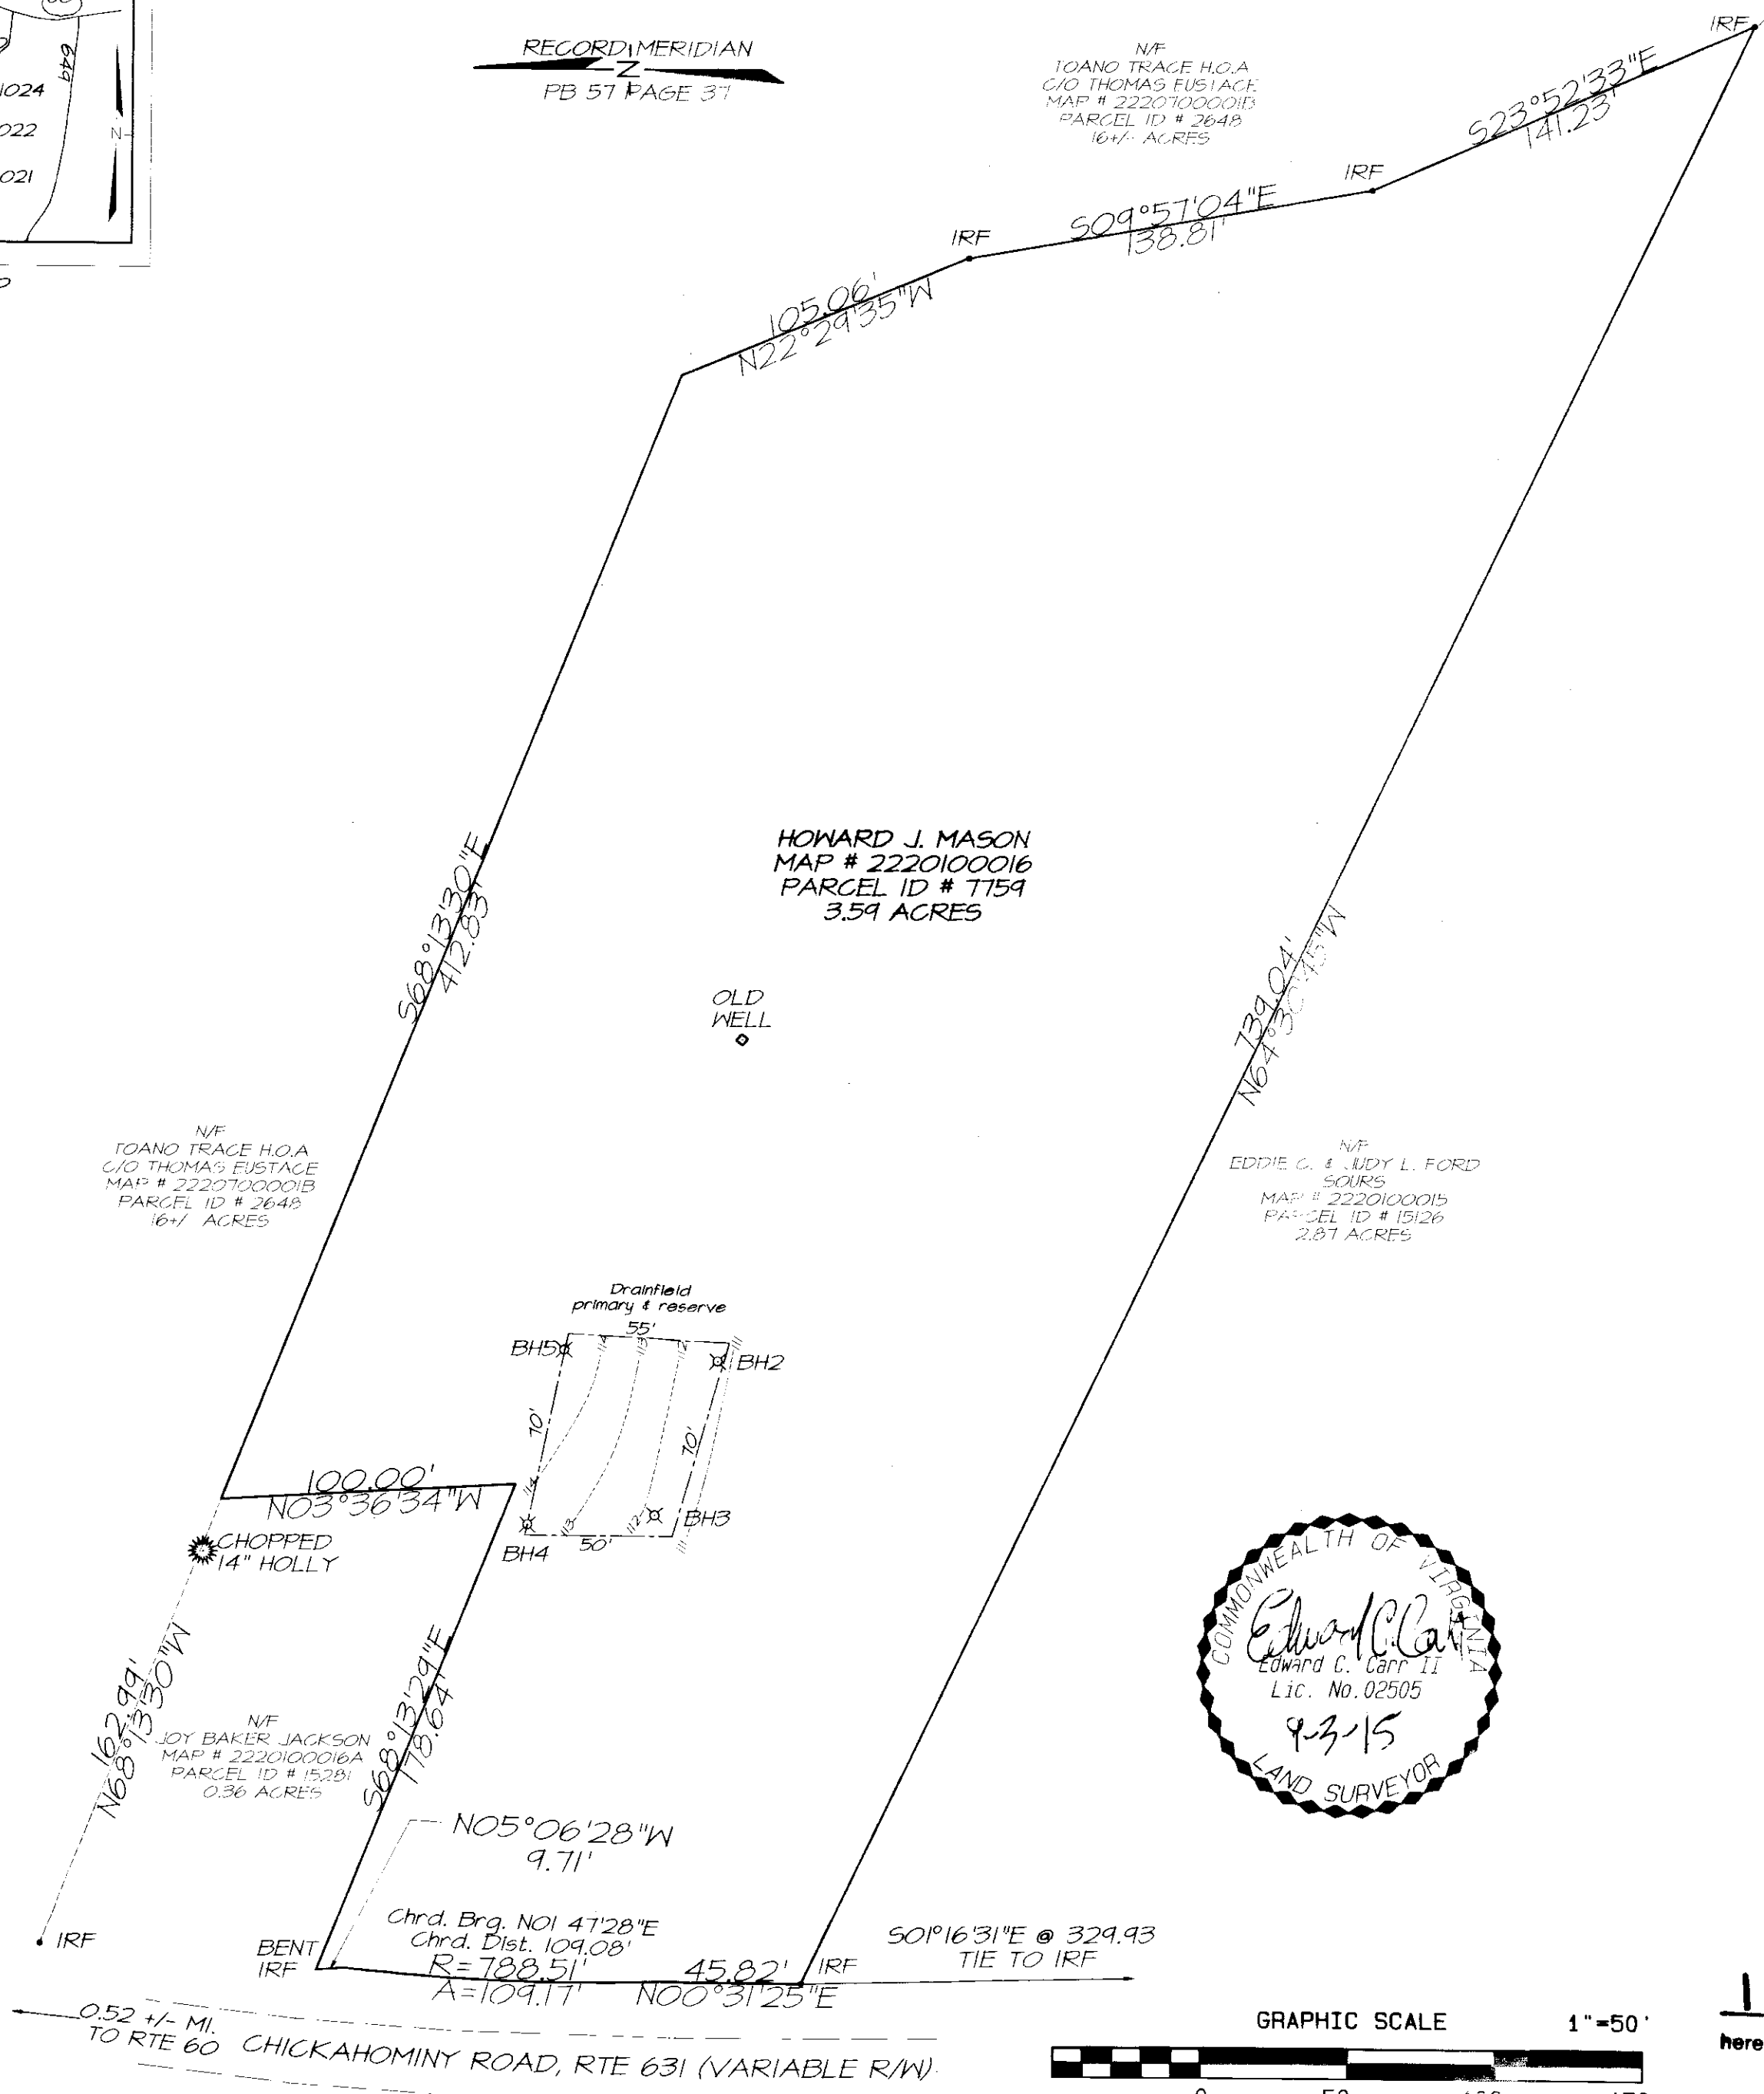 649
1024
022
021
N
RECORD MERIDIAN
N
PB 57 PAGE 37
N/F
TOANO TRACE H.O.A
C/O THOMAS EUSTACE
MAP # 2220700001B
PARCEL ID # 2648
16+/- ACRES
IRF
S23°52'33"E
141.23'
IRF
S09°57'04"E
138.81'
IRF
105.06'
N22°29'35"W
HOWARD J. MASON
MAP # 2220100016
PARCEL ID # 7759
3.59 ACRES
S68°13'30"E
412.83'
OLD
WELL
739.04'
N64°30'45"W
N/F
TOANO TRACE H.O.A
C/O THOMAS EUSTACE
MAP # 2220700001B
PARCEL ID # 2648
16+/ ACRES
N/F
EDDIE C. & JUDY L. FORD
SOURS
MAP # 2220100015
PARCEL ID # 15126
2.87 ACRES
Drainfield
primary & reserve
55'
BH5
BH2
70'
70'
114
113
112
BH3
BH4
50'
100.00'
N03°36'34"W
CHOPPED
14" HOLLY
162.99'
N68°13'30"W
S68°13'29"E
178.64'
N/F
JOY BAKER JACKSON
MAP # 2220100016A
PARCEL ID # 15281
0.36 ACRES
COMMONWEALTH OF VIRGINIA
Edward C. Carr II
Edward C. Carr II
Lic. No. 02505
9-3-15
LAND SURVEYOR
N05°06'28"W
9.71'
Chrd. Brg. N01 47'28"E
Chrd. Dist. 109.08'
R=788.51'
A=109.17'
45.82'
N00°31'25"E
IRF
BENT
IRF
IRF
S01°16'31"E @ 329.93
TIE TO IRF
0.52 +/- MI.
TO RTE 60
CHICKAHOMINY ROAD, RTE 631 (VARIABLE R/W)
GRAPHIC SCALE 1"=50'
here